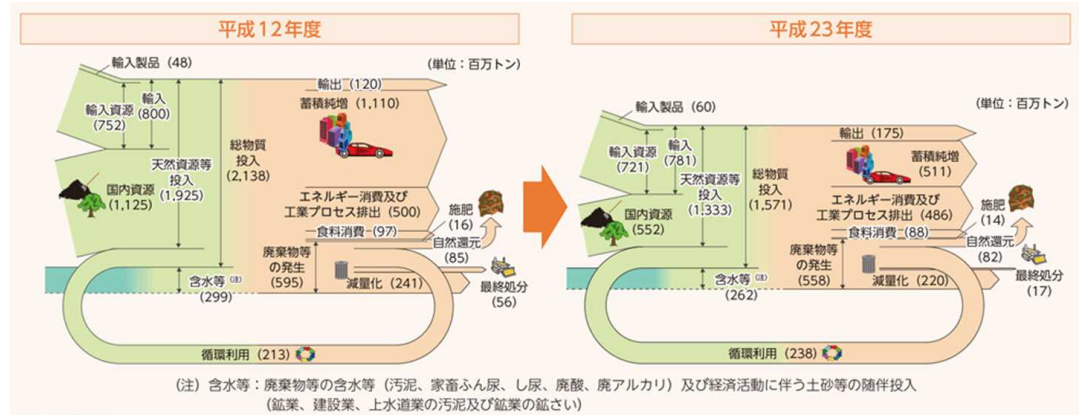 平成12年度
(単位:百万トン)
輸入製品(48)
輸入資源
(752)
輸入
(800)
天然資源等
投入
(1,925)
国内資源
(1,125)
総物質
投入
(2,138)
輸出(120)
蓄積純増(1,110)
エネルギー消費及び
工業プロセス排出(500)
食料消費(97)
施肥
(16)
自然還元
(85)
廃棄物等
の発生
(595)
減量化(241)
最終処分
(56)
含水等(注)
(299)
循環利用(213)
平成23年度
(単位:百万トン)
輸入製品(60)
輸入資源
(721)
輸入
(781)
天然資源等
投入
(1,333)
国内資源
(552)
総物質
投入
(1,571)
輸出(175)
蓄積純増
(511)
エネルギー消費及び
工業プロセス排出(486)
食料消費(88)
施肥
(14)
自然還元
(82)
廃棄物等
の発生
(558)
減量化(220)
最終処分
(17)
含水等(注)
(262)
循環利用(238)
(注)含水等:廃棄物等の含水等(汚泥、家畜ふん尿、し尿、廃酸、廃アルカリ)及び経済活動に伴う土砂等の随伴投入
(鉱業、建設業、上水道業の汚泥及び鉱業の鉱さい)